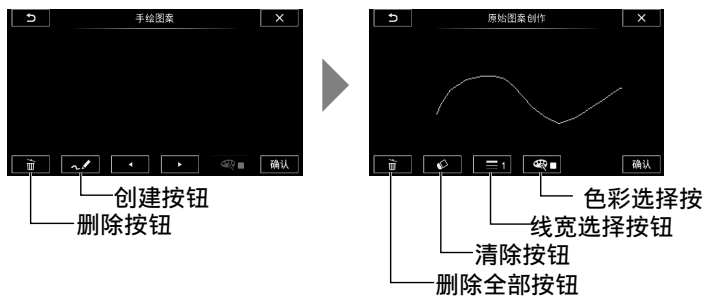 手绘图案
确认
创建按钮
删除按钮
原始图案创作
1
确认
色彩选择按
线宽选择按钮
清除按钮
删除全部按钮